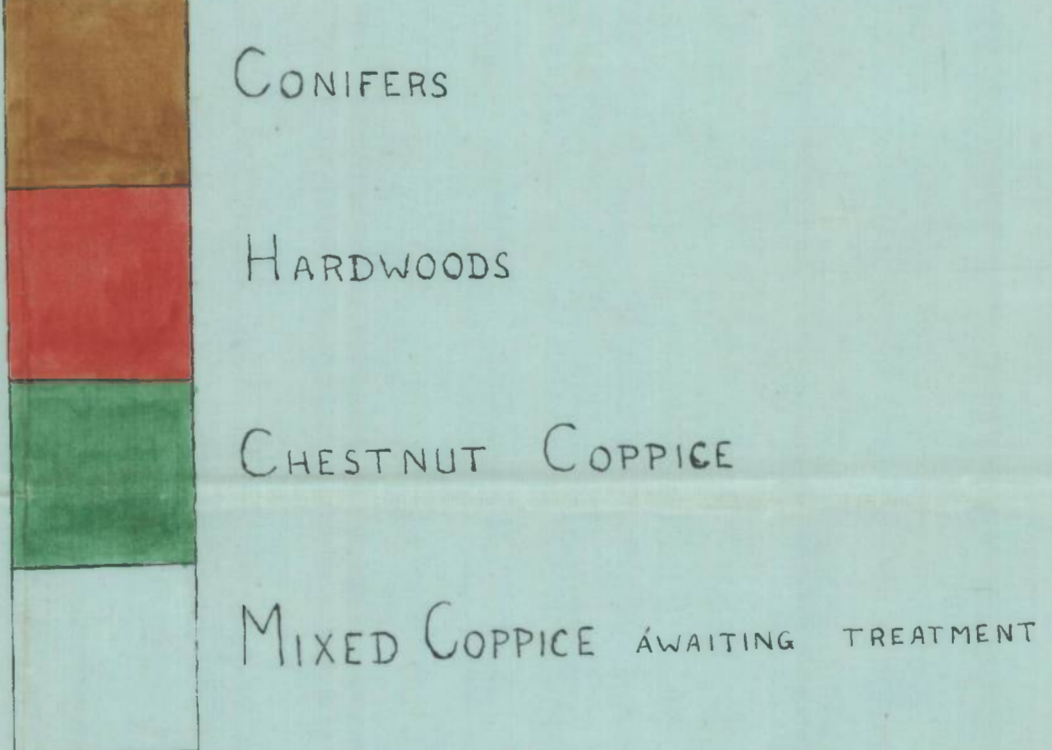 CONIFERS
HARDWOODS
CHESTNUT COPPICE
MIXED COPPICE AWAITING TREATMENT